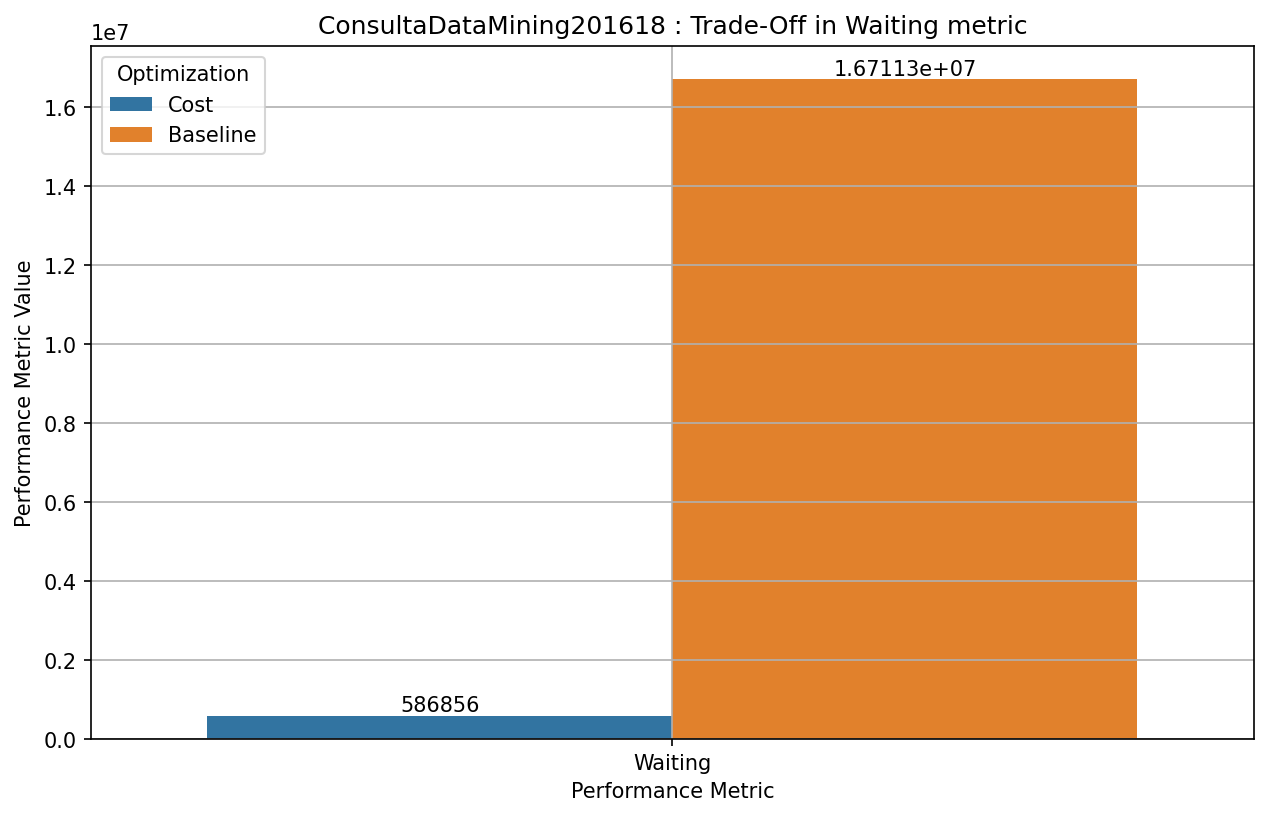 ConsultaDataMining201618 : Trade-Off in Waiting metric
1e7
Optimization
Cost
Baseline
1.67113e+07
1.6
1.4
1.2
1.0
0.8
0.6
0.4
0.2
0.0
Performance Metric Value
586856
Waiting
Performance Metric